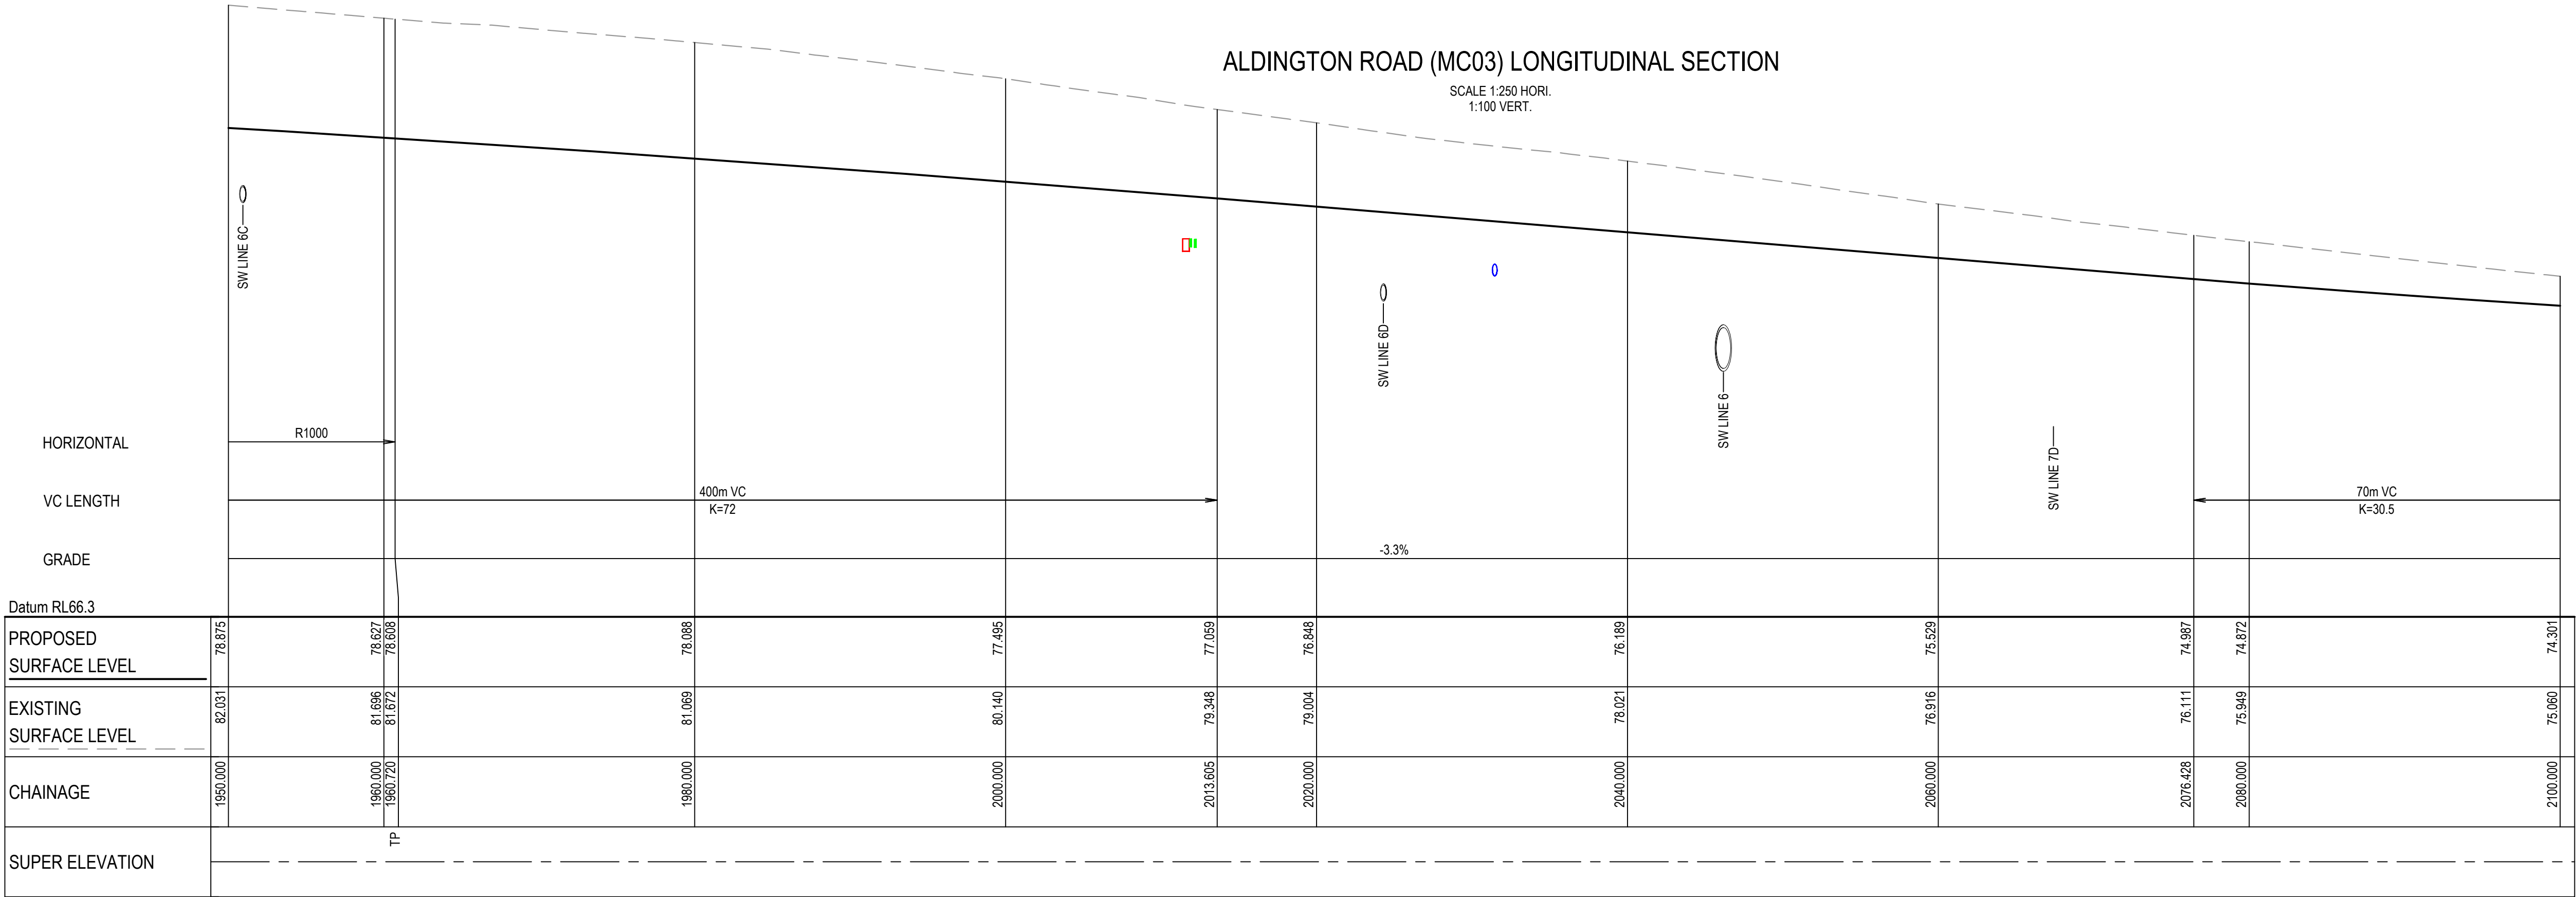 ALDINGTON ROAD (MC03) LONGITUDINAL SECTION
SCALE 1:250 HORI.
1:100 VERT.
SW LINE 6C
SW LINE 6D
SW LINE 6
SW LINE 7D
HORIZONTAL
R1000
VC LENGTH
400m VC
K=72
70m VC
K=30.5
GRADE
-3.3%
Datum RL66.3
PROPOSED
SURFACE LEVEL
78.875
78.627
78.608
78.088
77.495
77.059
76.848
76.189
75.529
74.987
74.872
74.301
EXISTING
SURFACE LEVEL
82.031
81.696
81.672
81.069
80.140
79.348
79.004
78.021
76.916
76.111
75.949
75.060
CHAINAGE
1950.000
1960.000
1960.720
1980.000
2000.000
2013.605
2020.000
2040.000
2060.000
2076.428
2080.000
2100.000
TP
SUPER ELEVATION